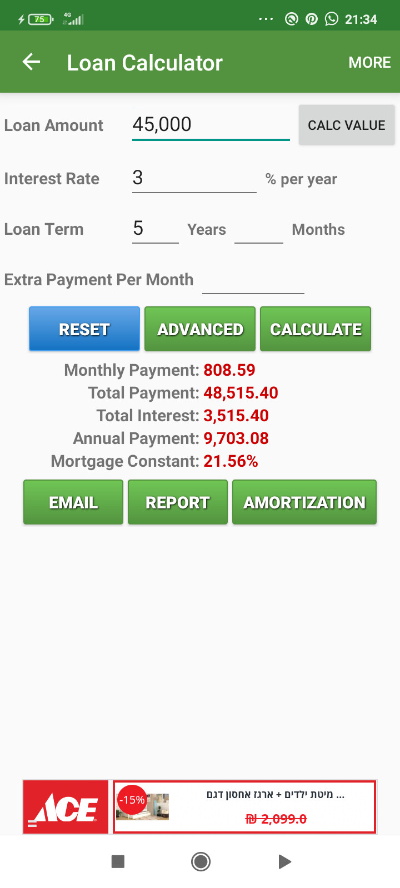 75 4G ... 21:34
Loan Calculator MORE
Loan Amount 45,000 CALC VALUE
Interest Rate 3 % per year
Loan Term 5 Years Months
Extra Payment Per Month
RESET ADVANCED CALCULATE
Monthly Payment: 808.59
Total Payment: 48,515.40
Total Interest: 3,515.40
Annual Payment: 9,703.08
Mortgage Constant: 21.56%
EMAIL REPORT AMORTIZATION
ACE
-15%
מיטת ילדים + ארגז אחסון דגם ...
₪ 2,099.0